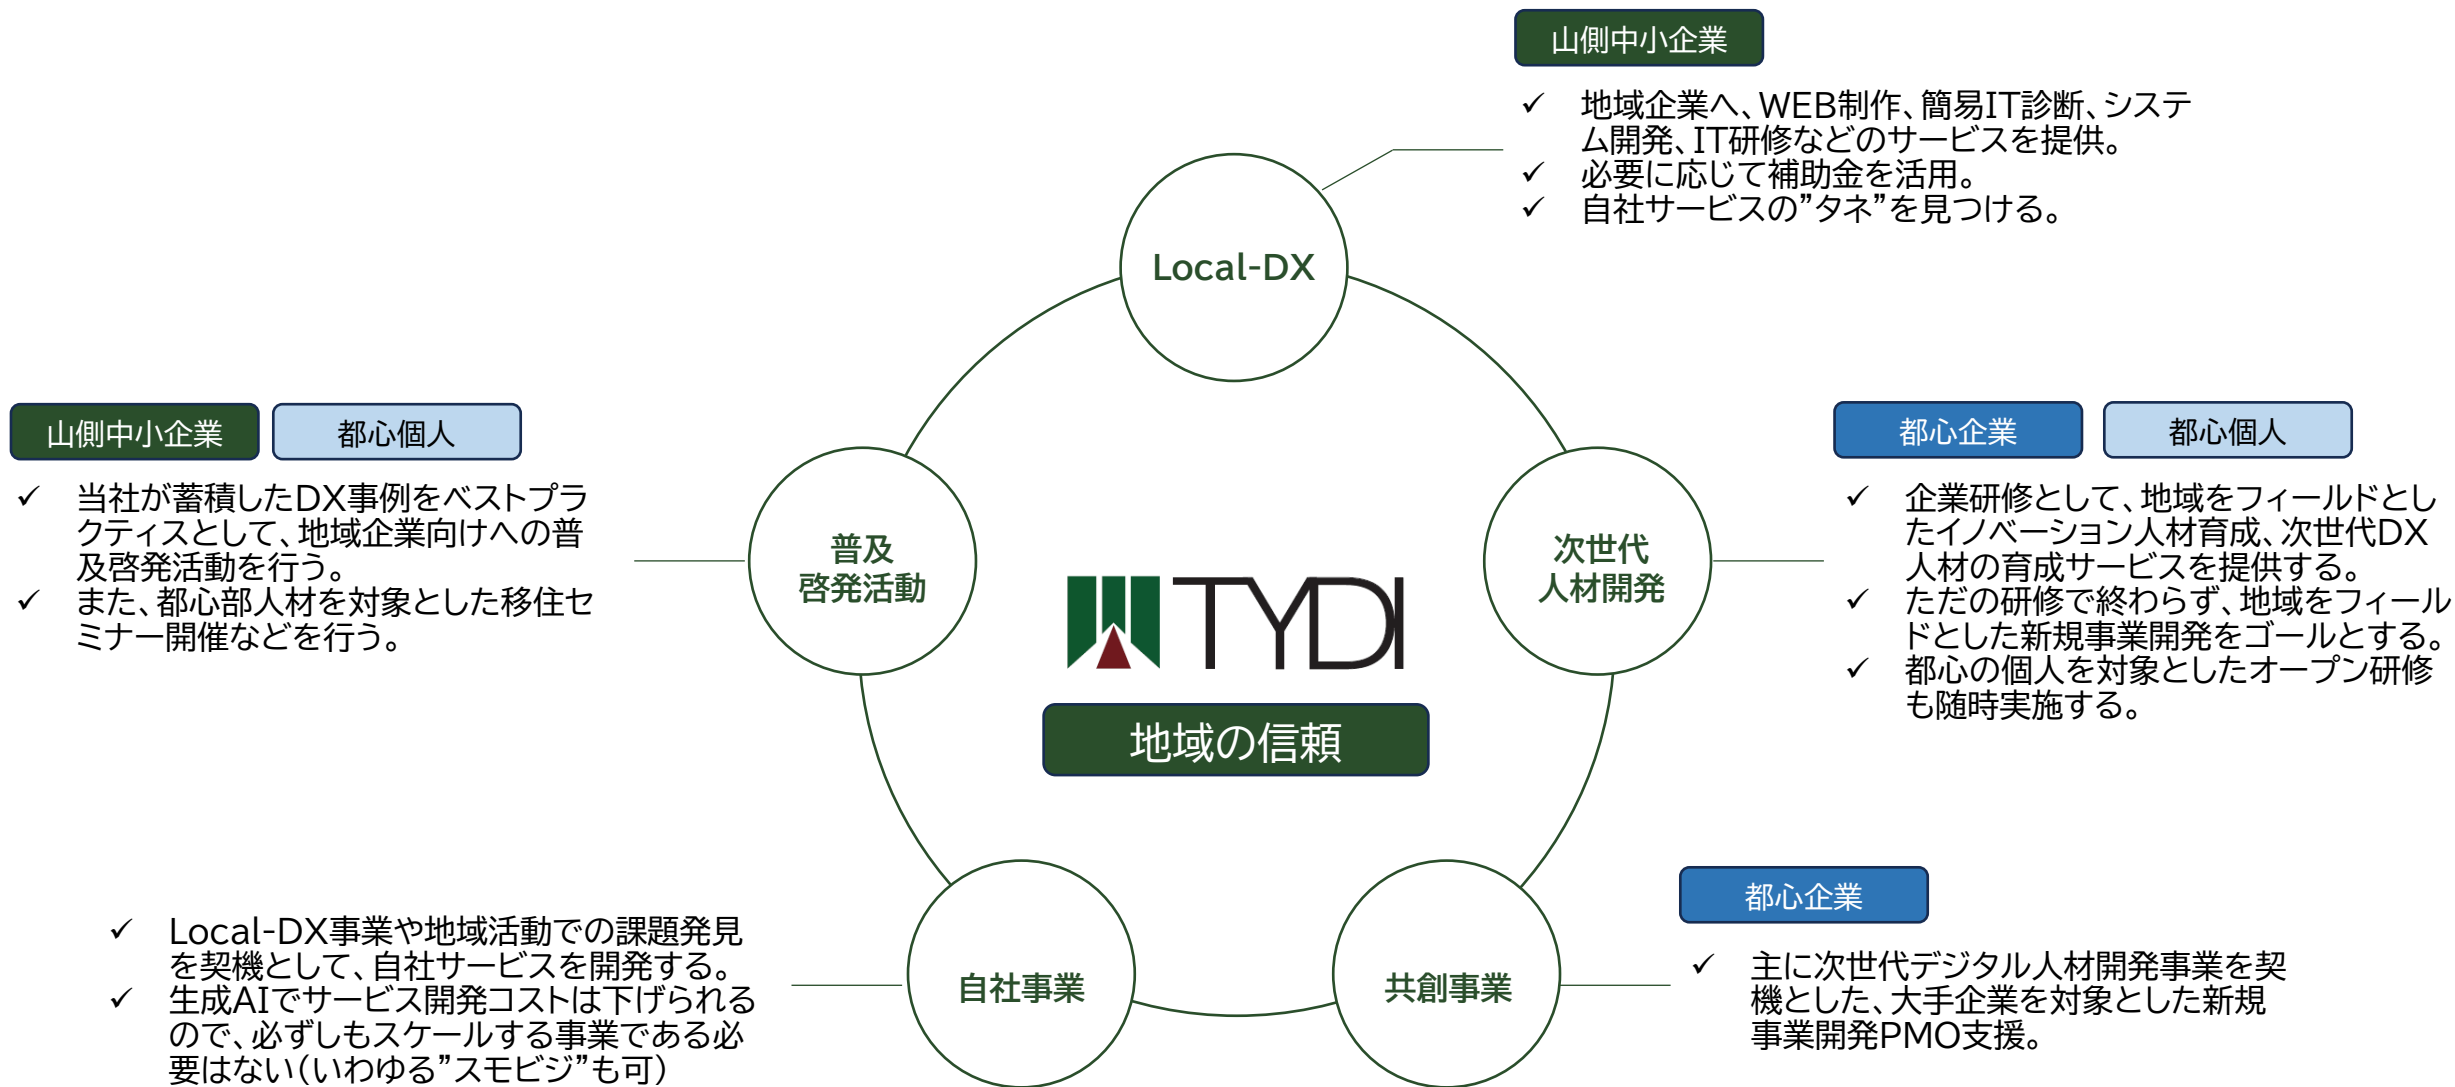 山側中小企業
✓ 地域企業へ、WEB制作、簡易IT診断、システ
ム開発、IT研修などのサービスを提供。
✓ 必要に応じて補助金を活用。
✓ 自社サービスの”タネ”を見つける。
Local-DX
山側中小企業
都心個人
✓ 当社が蓄積したDX事例をベストプラ
クティスとして、地域企業向けへの普
及啓発活動を行う。
✓ また、都心部人材を対象とした移住セ
ミナー開催などを行う。
普及
啓発活動
TYDI
地域の信頼
次世代
人材開発
都心企業
都心個人
✓ 企業研修として、地域をフィールドとし
たイノベーション人材育成、次世代DX
人材の育成サービスを提供する。
✓ ただの研修で終わらず、地域をフィール
ドとした新規事業開発をゴールとする。
✓ 都心の個人を対象としたオープン研修
も随時実施する。
✓ Local-DX事業や地域活動での課題発見
を契機として、自社サービスを開発する。
✓ 生成AIでサービス開発コストは下げられる
ので、必ずしもスケールする事業である必
要はない（いわゆる”スモビジ”も可）
自社事業
共創事業
都心企業
✓ 主に次世代デジタル人材開発事業を契
機とした、大手企業を対象とした新規
事業開発PMO支援。